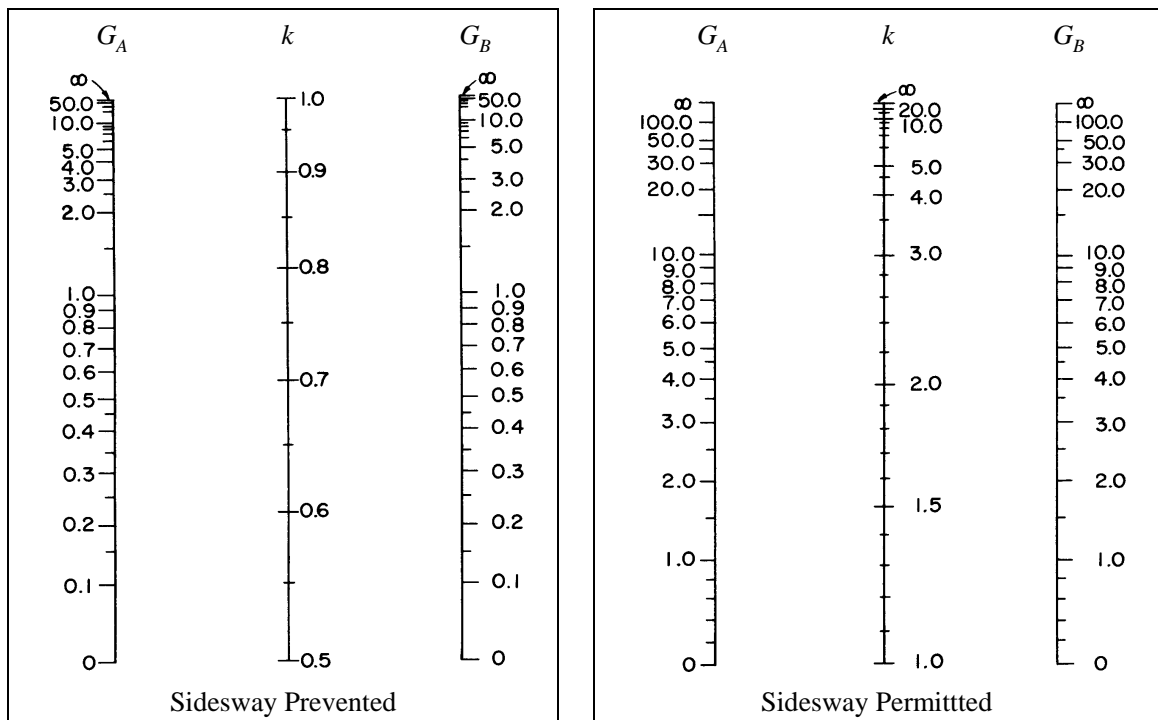 G_A k G_B
∞ ∞
50.0 1.0 50.0
10.0 10.0
5.0 5.0
4.0 0.9
3.0 3.0
2.0 2.0
0.8
1.0 1.0
0.9 0.9
0.8 0.8
0.7 0.7
0.6 0.7 0.6
0.5 0.5
0.4 0.4
0.3 0.3
0.2 0.6 0.2
0.1 0.1
0 0.5 0
Sidesway Prevented
G_A k G_B
∞ ∞ ∞
20.0
100.0 10.0 100.0
50.0 50.0
30.0 5.0 30.0
20.0 4.0 20.0
10.0 3.0 10.0
9.0 9.0
8.0 8.0
7.0 7.0
6.0 6.0
5.0 5.0
4.0 2.0 4.0
3.0 3.0
2.0 2.0
1.5
1.0 1.0
0 1.0 0
Sidesway Permittted